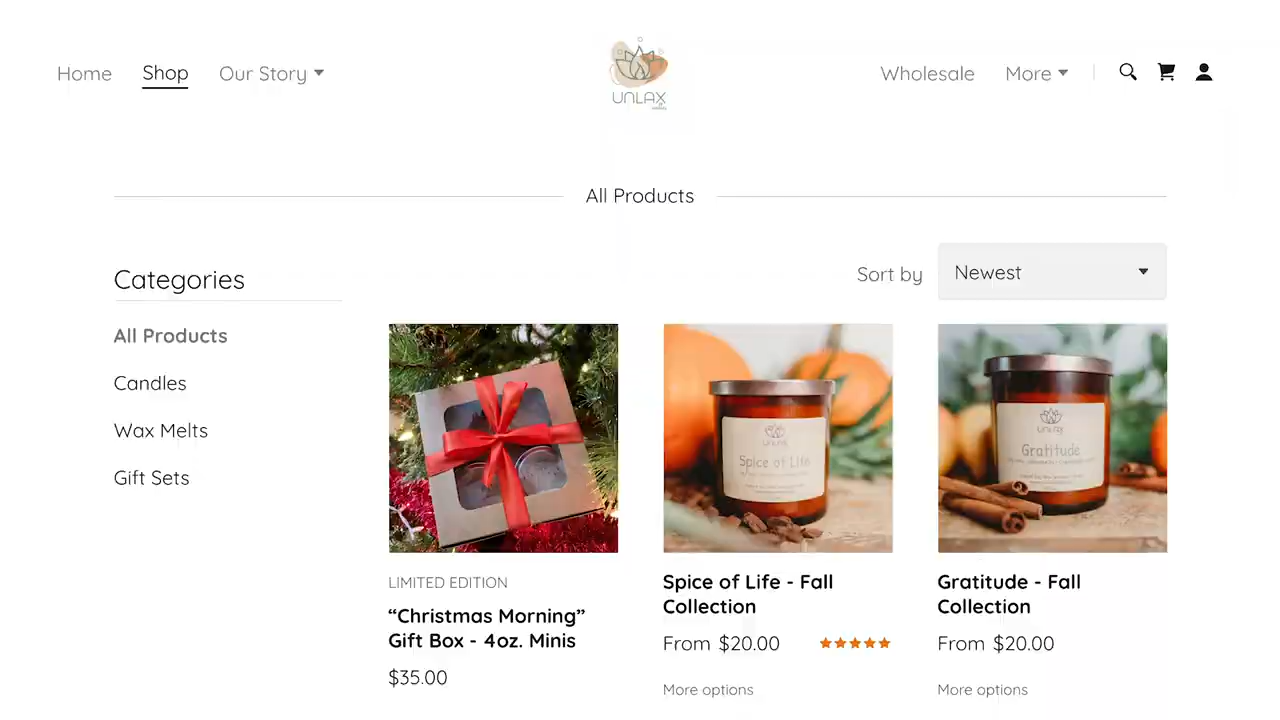 Home
Shop
Our Story
UNLAX
Wholesale
More
All Products
Categories
Sort by
Newest
All Products
Candles
Wax Melts
Gift Sets
UNLAX
Spice of Life
UNLAX
Gratitude
LIMITED EDITION
“Christmas Morning”
Gift Box - 4oz. Minis
$35.00
Spice of Life - Fall
Collection
From $20.00
More options
Gratitude - Fall
Collection
From $20.00
More options